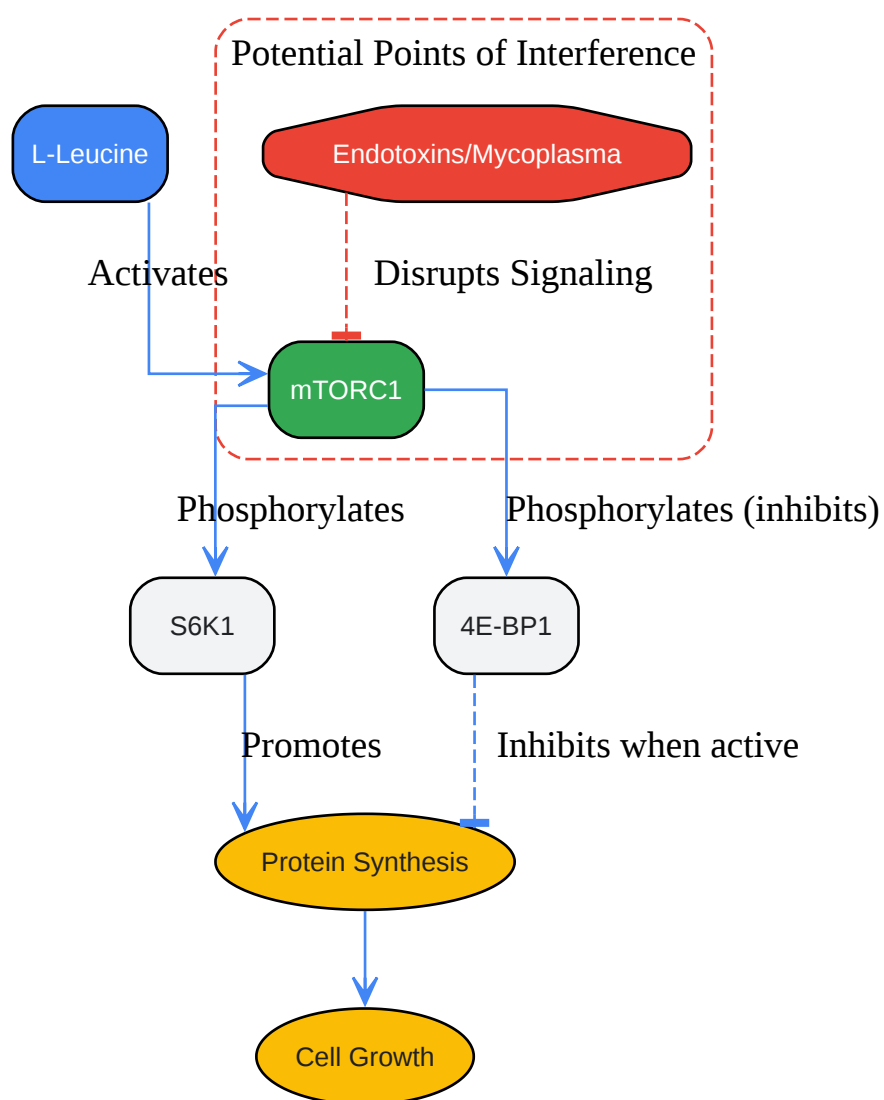 Potential Points of Interference
L-Leucine
Endotoxins/Mycoplasma
Activates
Disrupts Signaling
mTORC1
Phosphorylates
Phosphorylates (inhibits)
S6K1
4E-BP1
Promotes
Inhibits when active
Protein Synthesis
Cell Growth